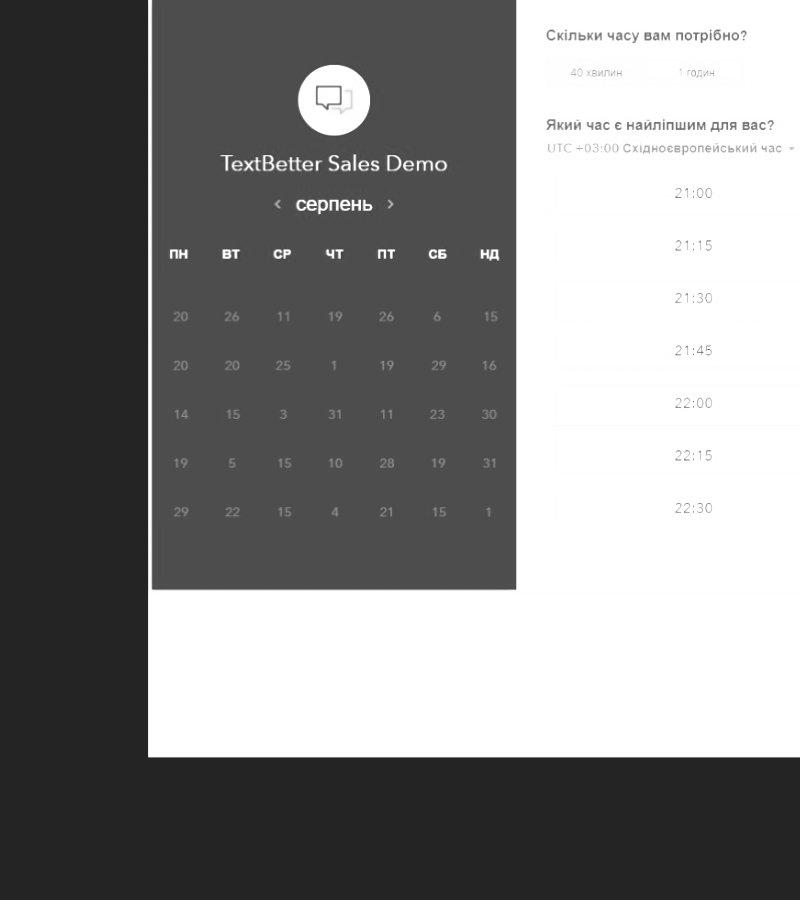 TextBetter Sales Demo
‹ серпень ›
ПН ВТ СР ЧТ ПТ СБ НД
20 26 11 19 26 6 15
20 20 25 1 19 29 16
14 15 3 31 11 23 30
19 5 15 10 28 19 31
29 22 15 4 21 15 1
Скільки часу вам потрібно?
40 хвилин 1 годин
Який час є найліпшим для вас?
UTC +03:00 Східноєвропейський час
21:00
21:15
21:30
21:45
22:00
22:15
22:30